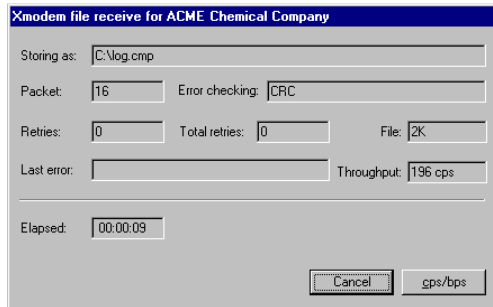 Xmodem file receive for ACME Chemical Company
Storing as: C:\log.cmp
Packet: 16 Error checking: CRC
Retries: 0 Total retries: 0 File: 2K
Last error: Throughput: 196 cps
Elapsed: 00:00:09
Cancel cps/bps